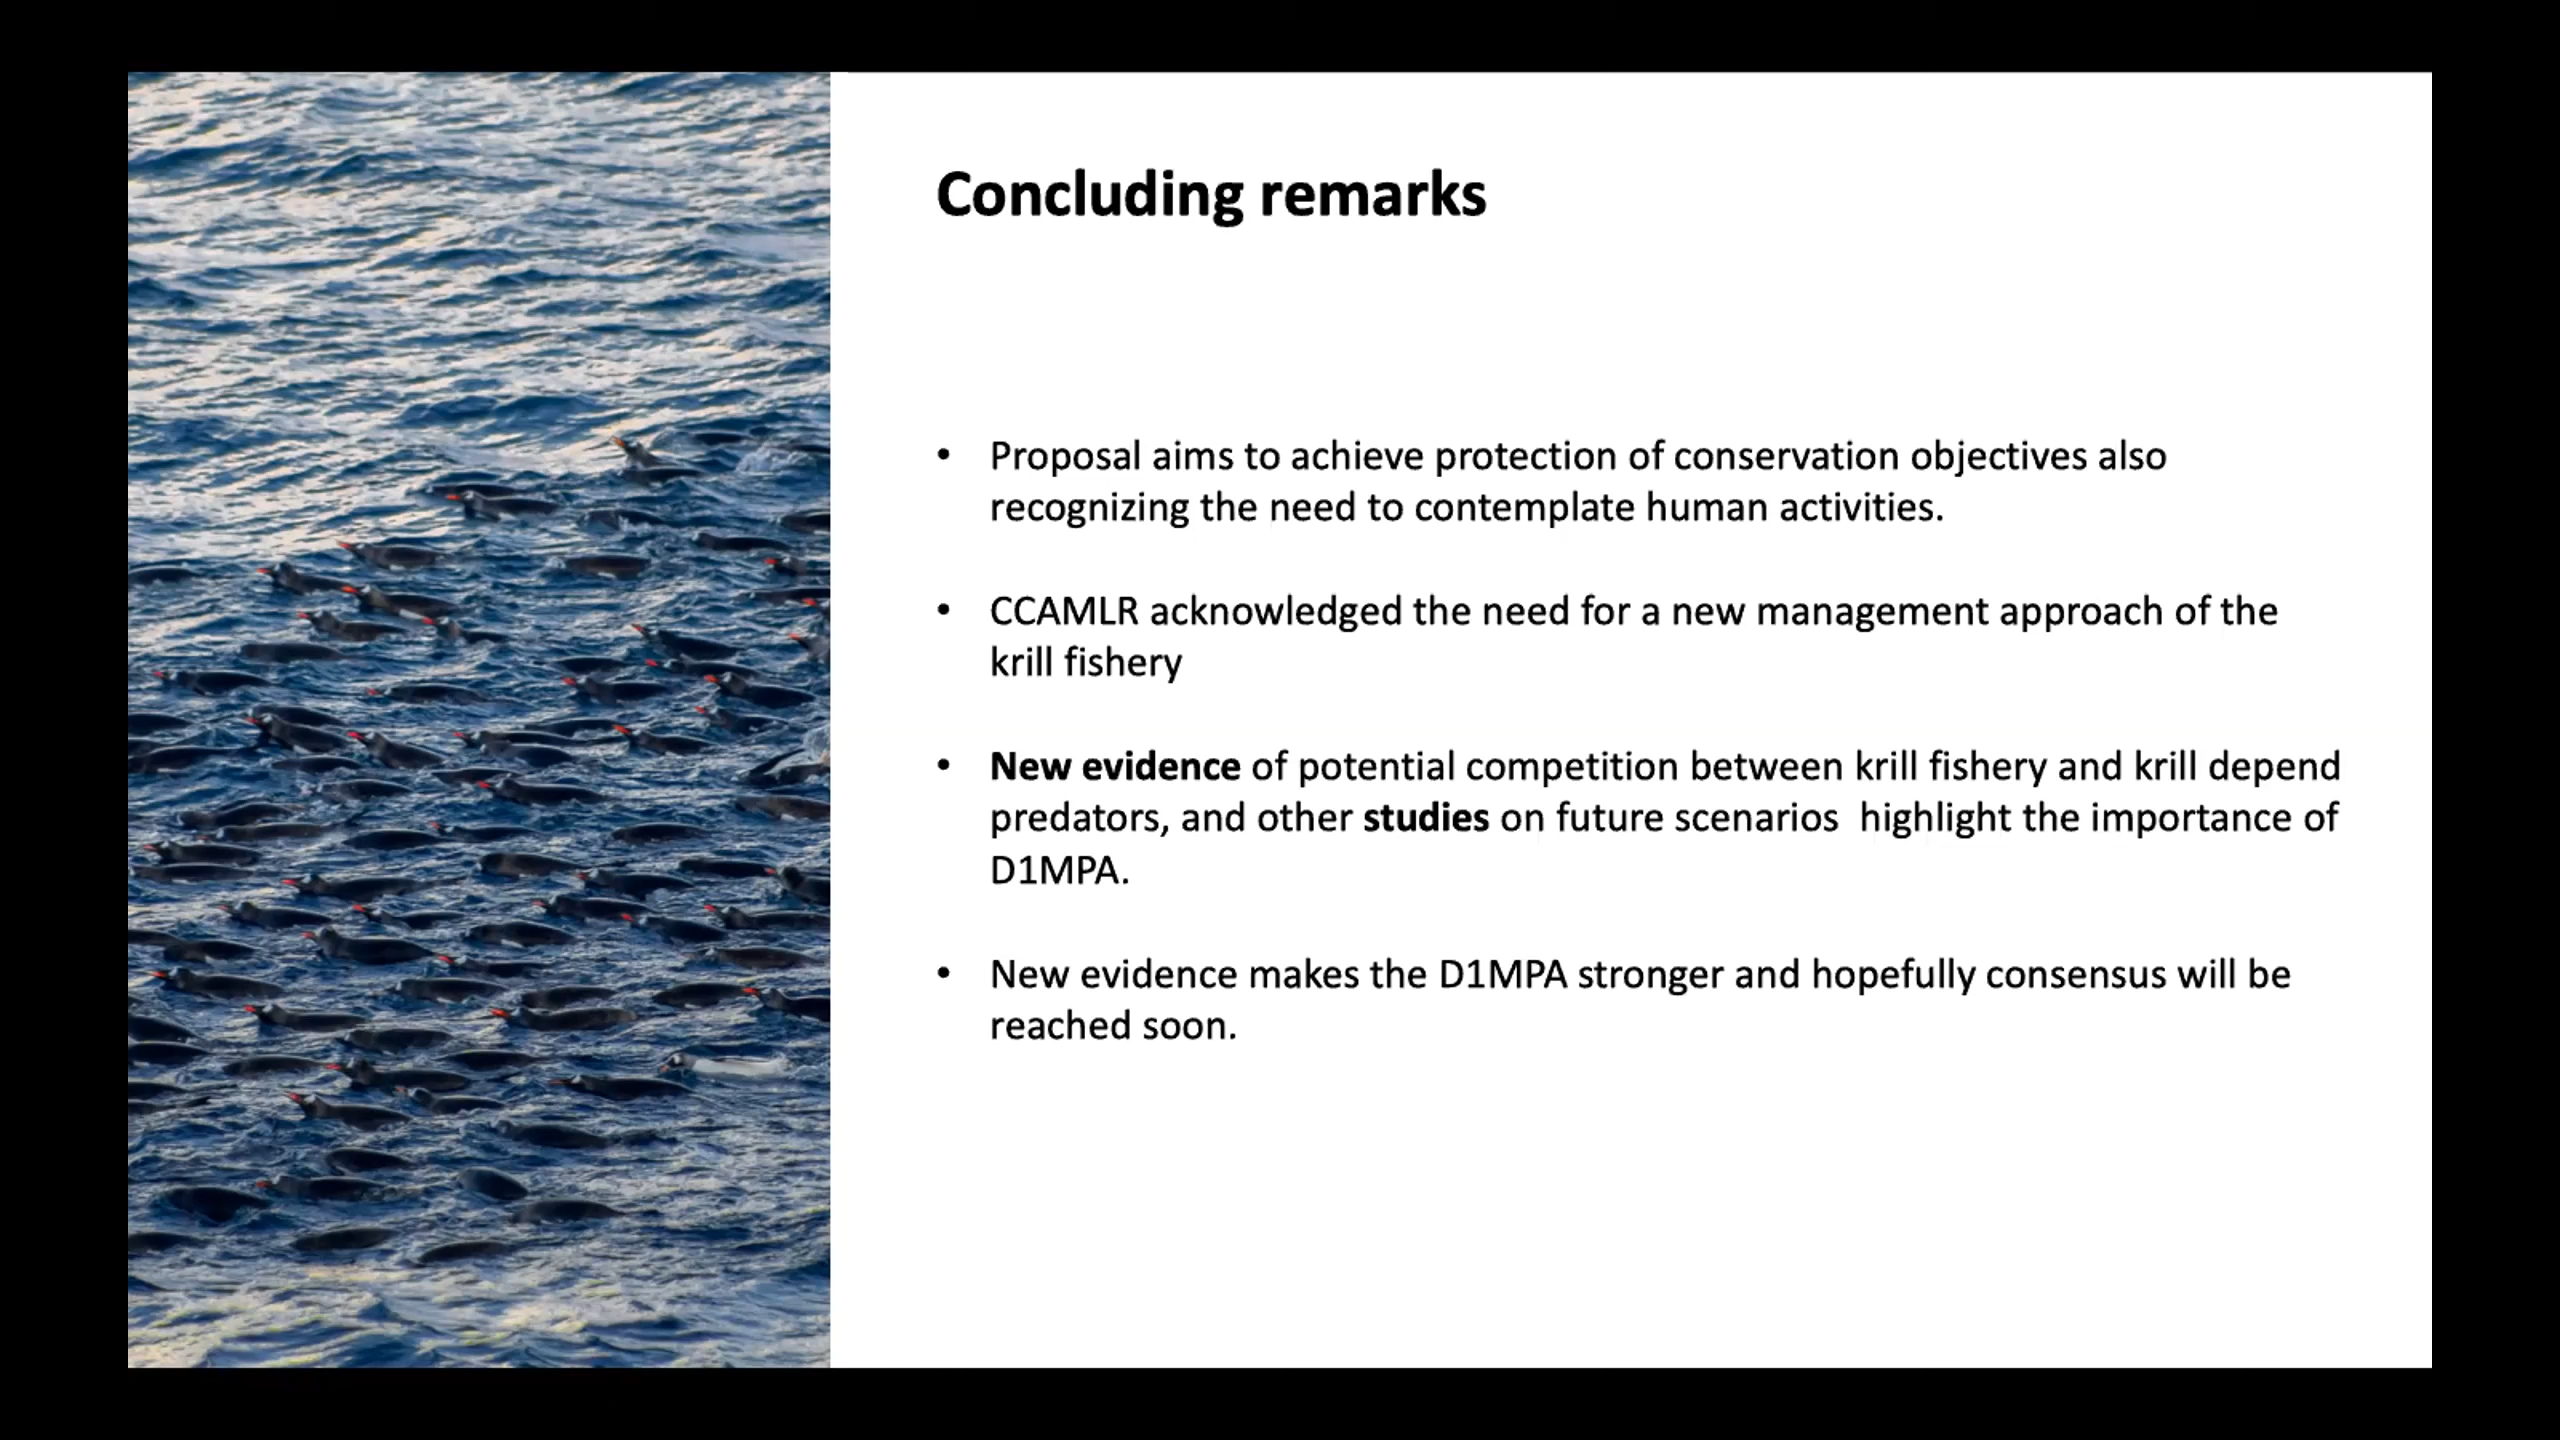 Concluding remarks
• Proposal aims to achieve protection of conservation objectives also
recognizing the need to contemplate human activities.
• CCAMLR acknowledged the need for a new management approach of the
krill fishery
• New evidence of potential competition between krill fishery and krill depend
predators, and other studies on future scenarios  highlight the importance of
D1MPA.
• New evidence makes the D1MPA stronger and hopefully consensus will be
reached soon.